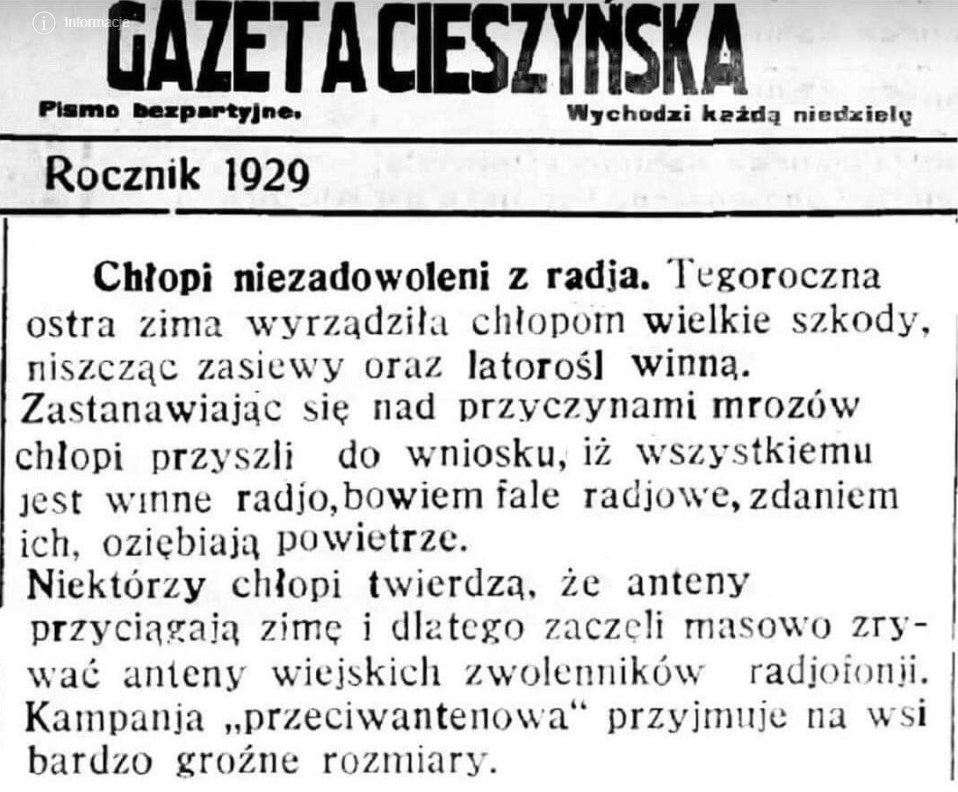 Informacje
GAZETA CIESZYŃSKA
Pismo bezpartyjne. Wychodzi każdą niedzielę
Rocznik 1929
Chłopi niezadowoleni z radja. Tegoroczna
ostra zima wyrządziła chłopom wielkie szkody,
niszcząc zasiewy oraz latorośl winną.
Zastanawiając się nad przyczynami mrozów
chłopi przyszli do wniosku, iż wszystkiemu
jest winne radjo, bowiem fale radjowe, zdaniem
ich, oziębiają powietrze.
Niektórzy chłopi twierdzą, że anteny
przyciągają zimę i dlatego zaczęli masowo zry-
wać anteny wiejskich zwolenników radjofonji.
Kampanja „przeciwantenowa“ przyjmuje na wsi
bardzo groźne rozmiary.